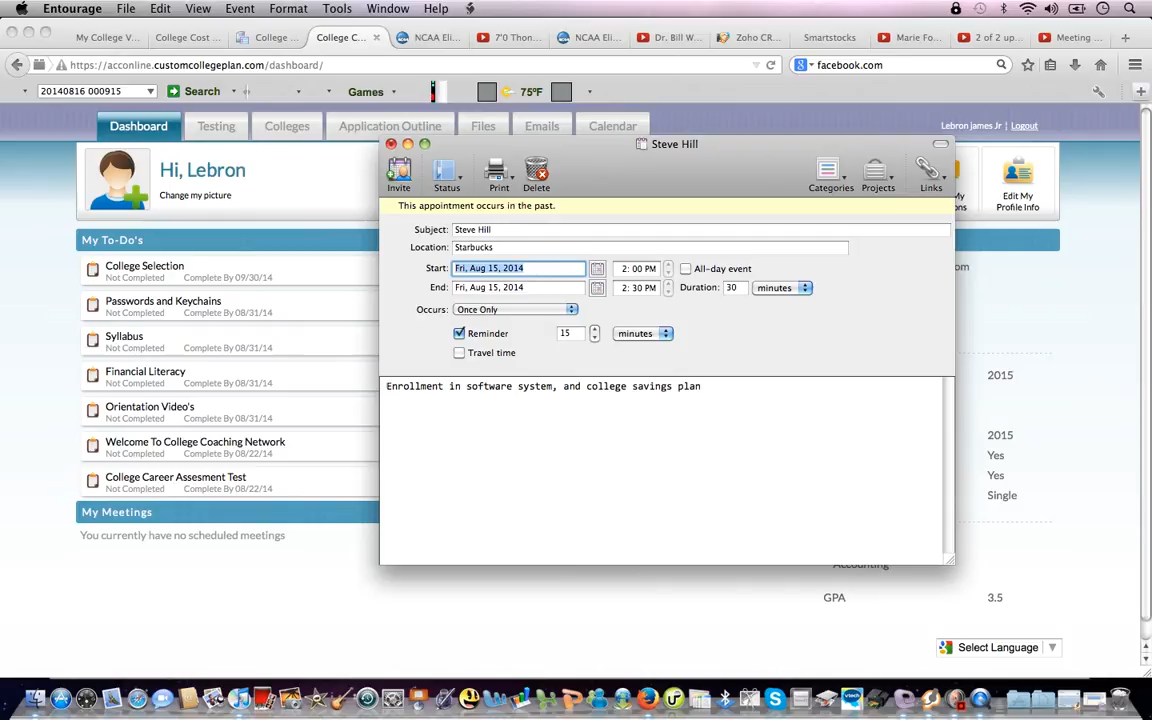 Entourage File Edit View Event Format Tools Window Help
My College V... College Cost ... College ... College C... NCAA Eli... 7'0 Thon... NCAA Eli... Dr. Bill W... Zoho CR... Smartstocks Marie Fo... 2 of 2 up... Meeting ...
https://acconline.customcollegeplan.com/dashboard/ facebook.com
20140816 000915 Search Games 75°F
Dashboard Testing Colleges Application Outline Files Emails Calendar Lebron james Jr | Logout
Hi, Lebron
Change my picture
Edit My
Profile Info
My To-Do's
College Selection
Not Completed Complete By 09/30/14
Passwords and Keychains
Not Completed Complete By 08/31/14
Syllabus
Not Completed Complete By 08/31/14
Financial Literacy
Not Completed Complete By 08/31/14
Orientation Video's
Not Completed Complete By 08/31/14
Welcome To College Coaching Network
Not Completed Complete By 08/22/14
College Career Assesment Test
Not Completed Complete By 08/22/14
My Meetings
You currently have no scheduled meetings
Steve Hill
Invite Status Print Delete Categories Projects Links
This appointment occurs in the past.
Subject: Steve Hill
Location: Starbucks
Start: Fri, Aug 15, 2014 2: 00 PM All-day event
End: Fri, Aug 15, 2014 2: 30 PM Duration: 30 minutes
Occurs: Once Only
Reminder 15 minutes
Travel time
Enrollment in software system, and college savings plan
2015
2015
Yes
Yes
Single
Accounting
GPA 3.5
Select Language